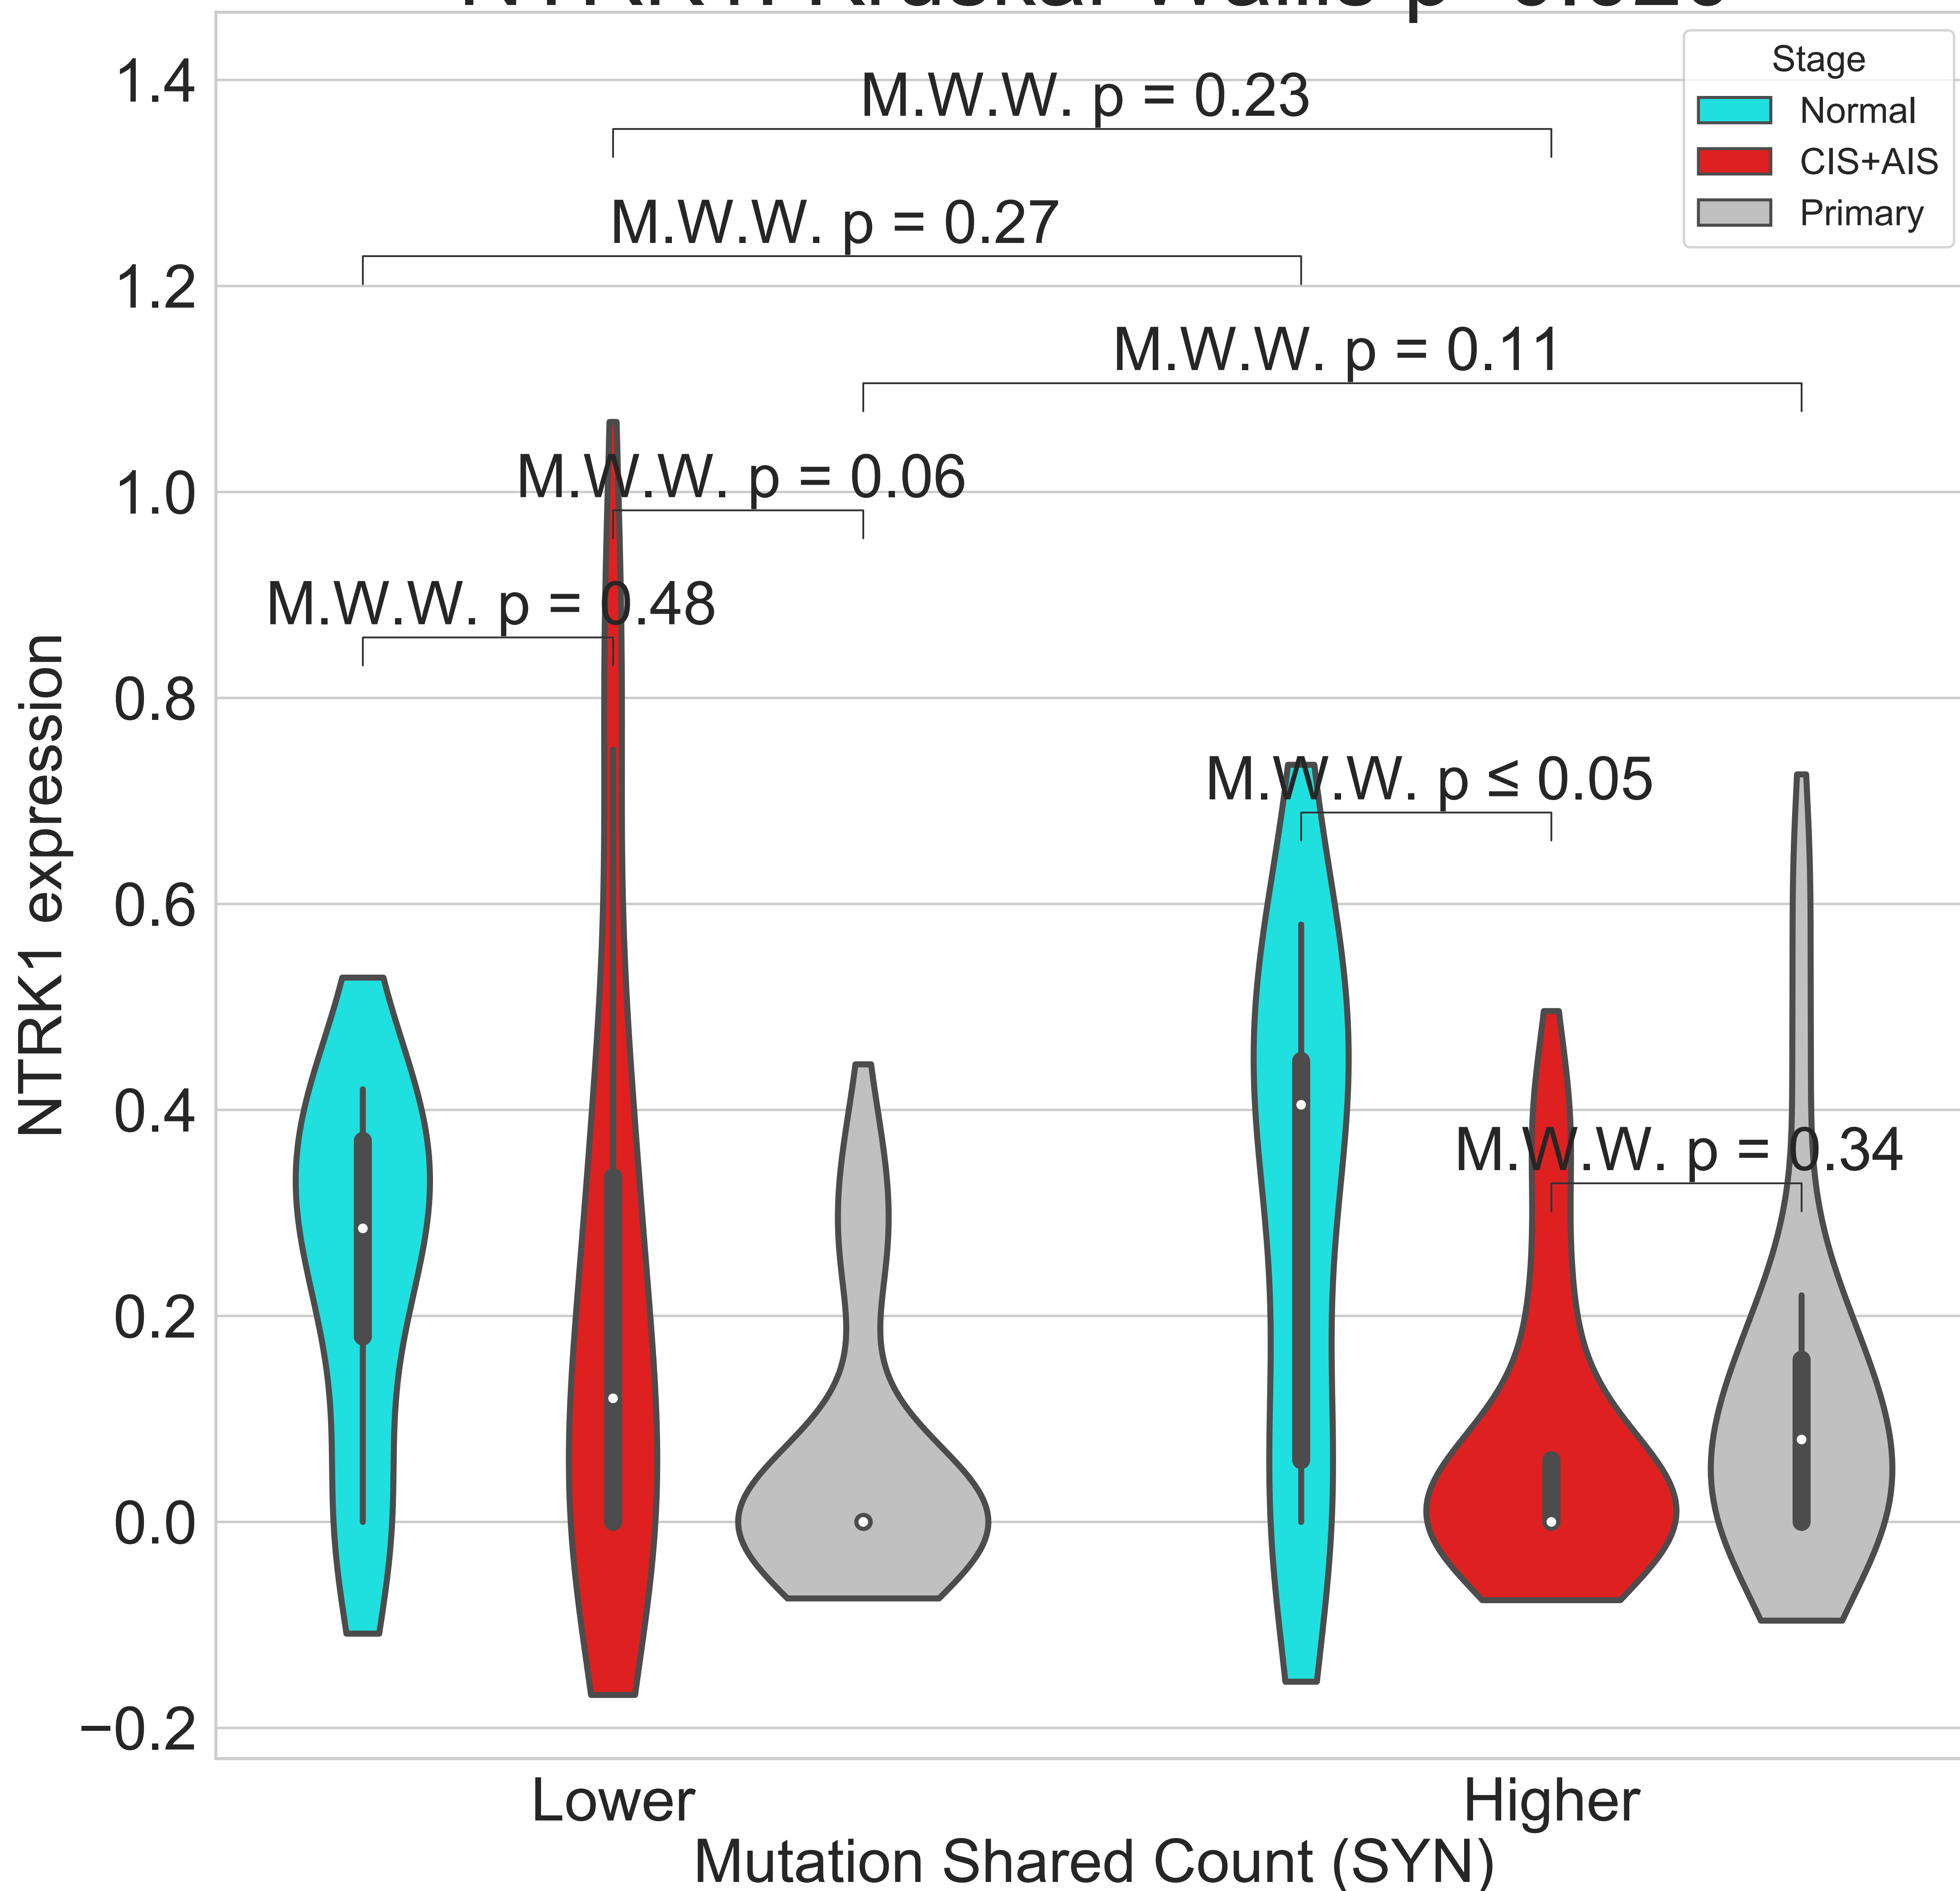 Stage
Normal
CIS+AIS
Primary
1.4
1.2
1.0
0.8
0.6
0.4
0.2
0.0
−0.2
NTRK1 expression
M.W.W. p = 0.23
M.W.W. p = 0.27
M.W.W. p = 0.11
M.W.W. p = 0.06
M.W.W. p = 0.48
M.W.W. p ≤ 0.05
M.W.W. p = 0.34
Lower
Higher
Mutation Shared Count (SYN)